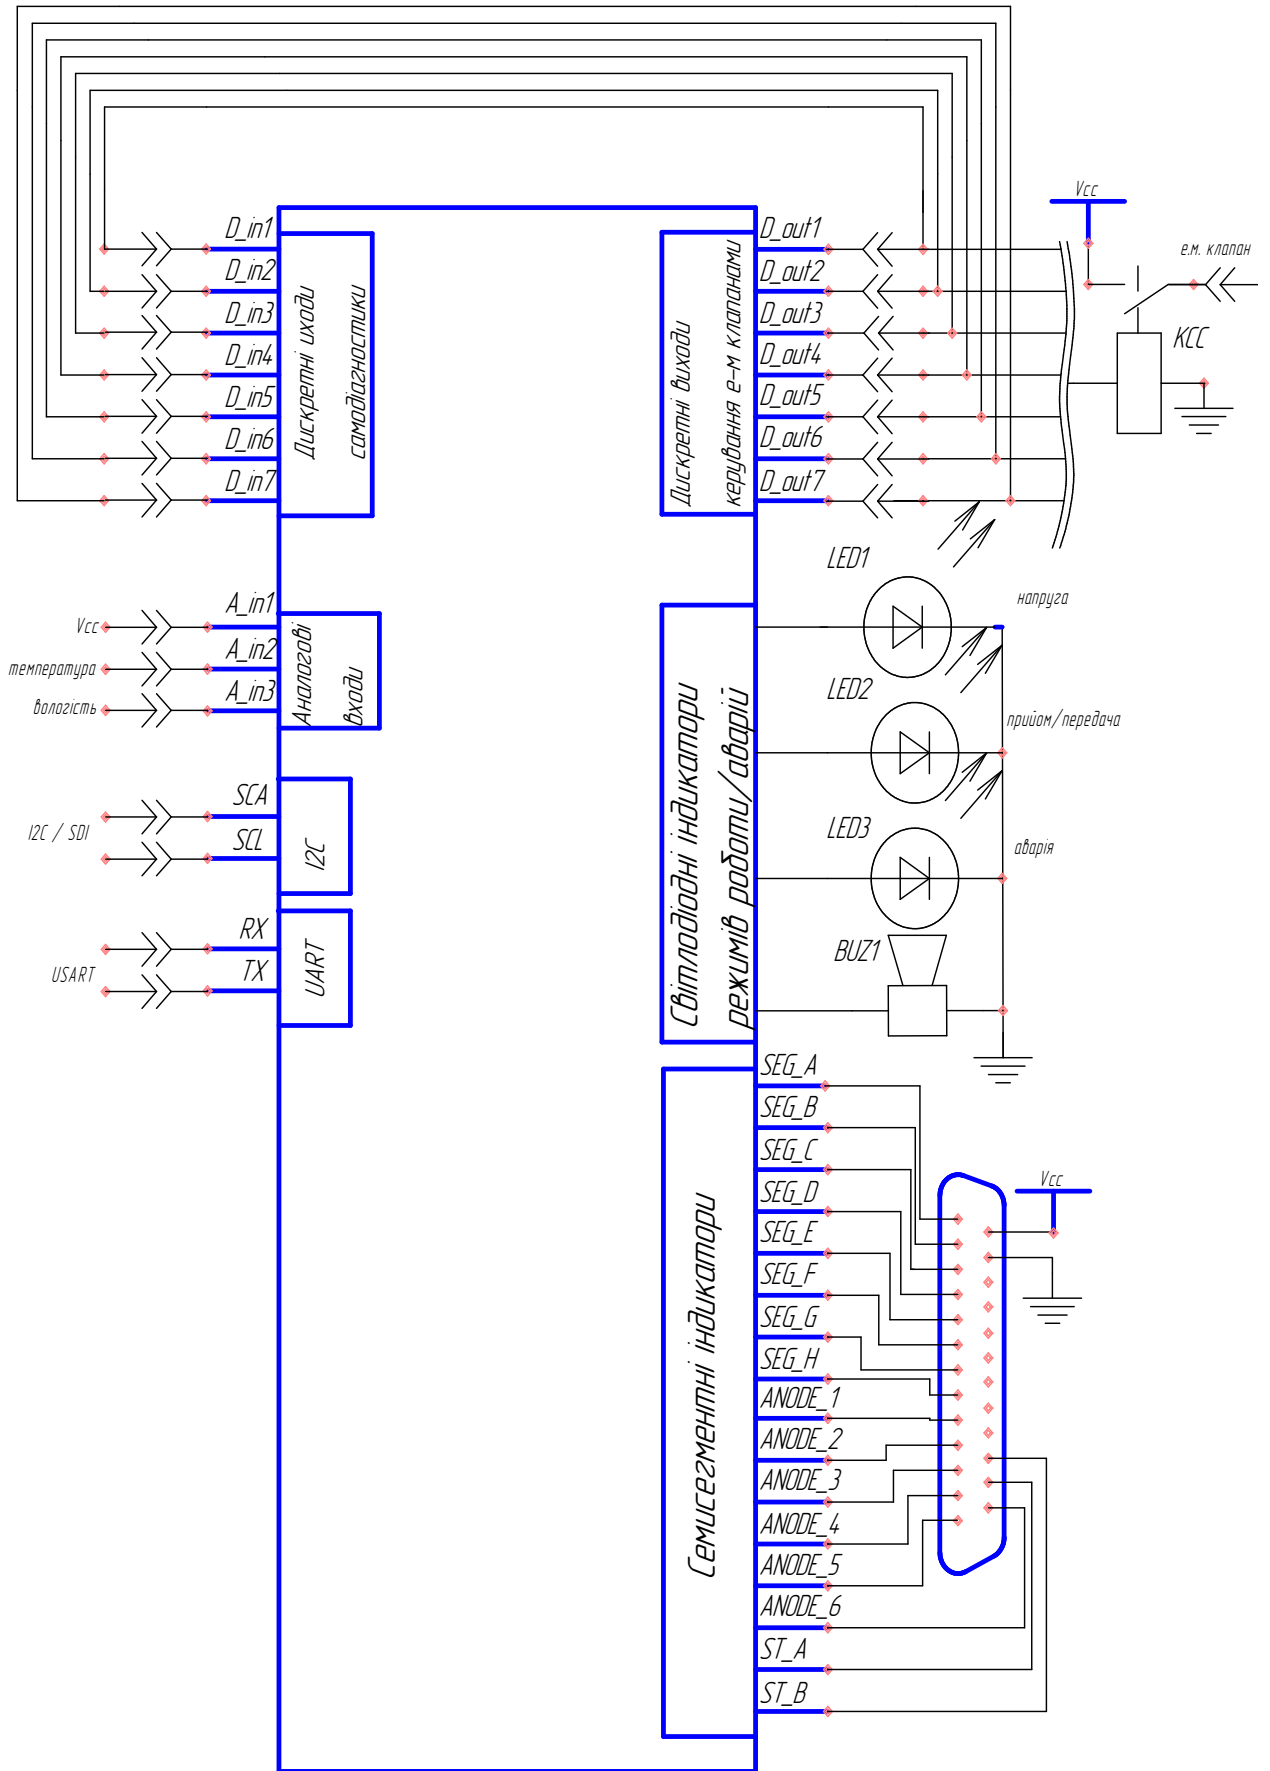 Vcc
е.м. клапан
КСС
D_in1
D_in2
D_in3
D_in4
D_in5
D_in6
D_in7
Дискретні иходи
самодіагностики
Дискретні виходи
керування е-м клапанами
D_out1
D_out2
D_out3
D_out4
D_out5
D_out6
D_out7
Vcc
температура
вологість
A_in1
A_in2
A_in3
Аналогові
входи
I2C / SDI
SCA
SCL
I2C
USART
RX
TX
UART
Світлодіодні індикатори
режимів роботи/аварій
LED1
напруга
LED2
прийом/передача
LED3
аварія
BUZ1
Семисегментні індикатори
SEG_A
SEG_B
SEG_C
SEG_D
SEG_E
SEG_F
SEG_G
SEG_H
ANODE_1
ANODE_2
ANODE_3
ANODE_4
ANODE_5
ANODE_6
ST_A
ST_B
Vcc